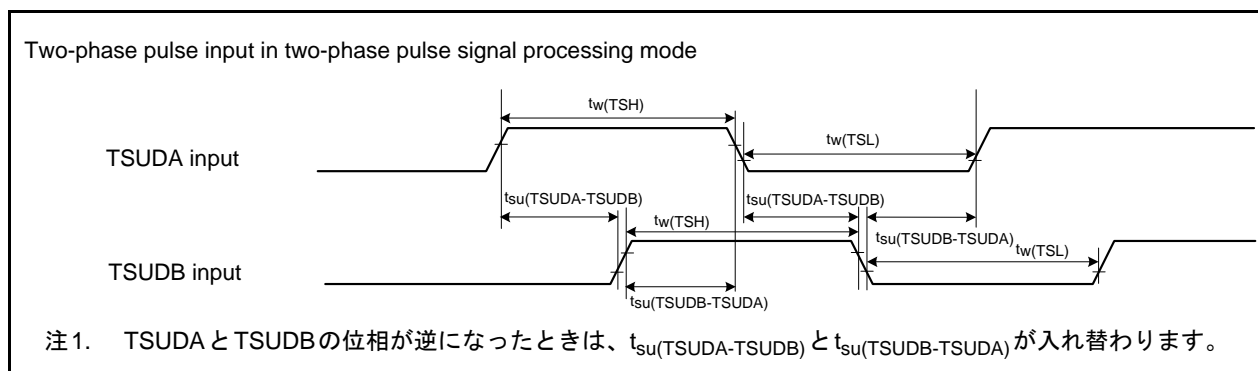 Two-phase pulse input in two-phase pulse signal processing mode
tw(TSH)
TSUDA input
tw(TSL)
tsu(TSUDA-TSUDB)
tsu(TSUDA-TSUDB)
tw(TSH)
tsu(TSUDB-TSUDA)
tw(TSL)
TSUDB input
tsu(TSUDB-TSUDA)
注1. TSUDAとTSUDBの位相が逆になったときは、tsu(TSUDA-TSUDB)とtsu(TSUDB-TSUDA)が入れ替わります。